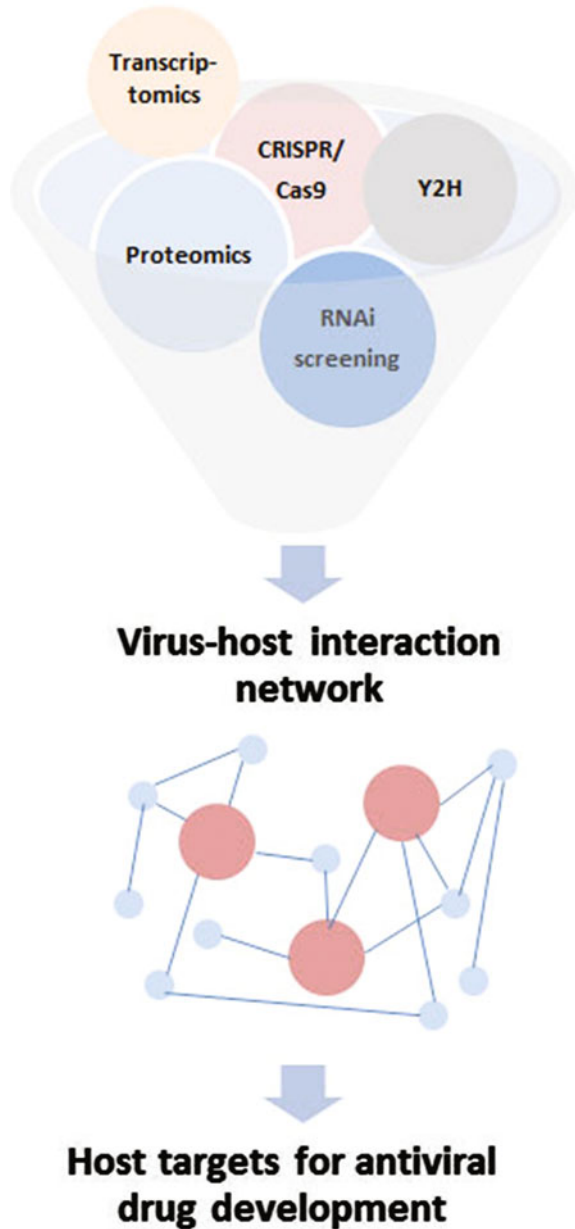 Transcrip-
tomics
CRISPR/
Cas9
Y2H
Proteomics
RNAi
screening
Virus-host interaction
network
Host targets for antiviral
drug development